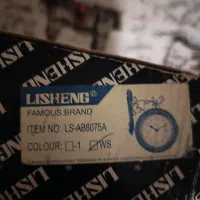 LISHENG®
FAMOUS.BRAND
ITEM NO: LS-AB8075A
COLOUR: □-1 ☑WS
LISHENG
LISHENG
LISHENG